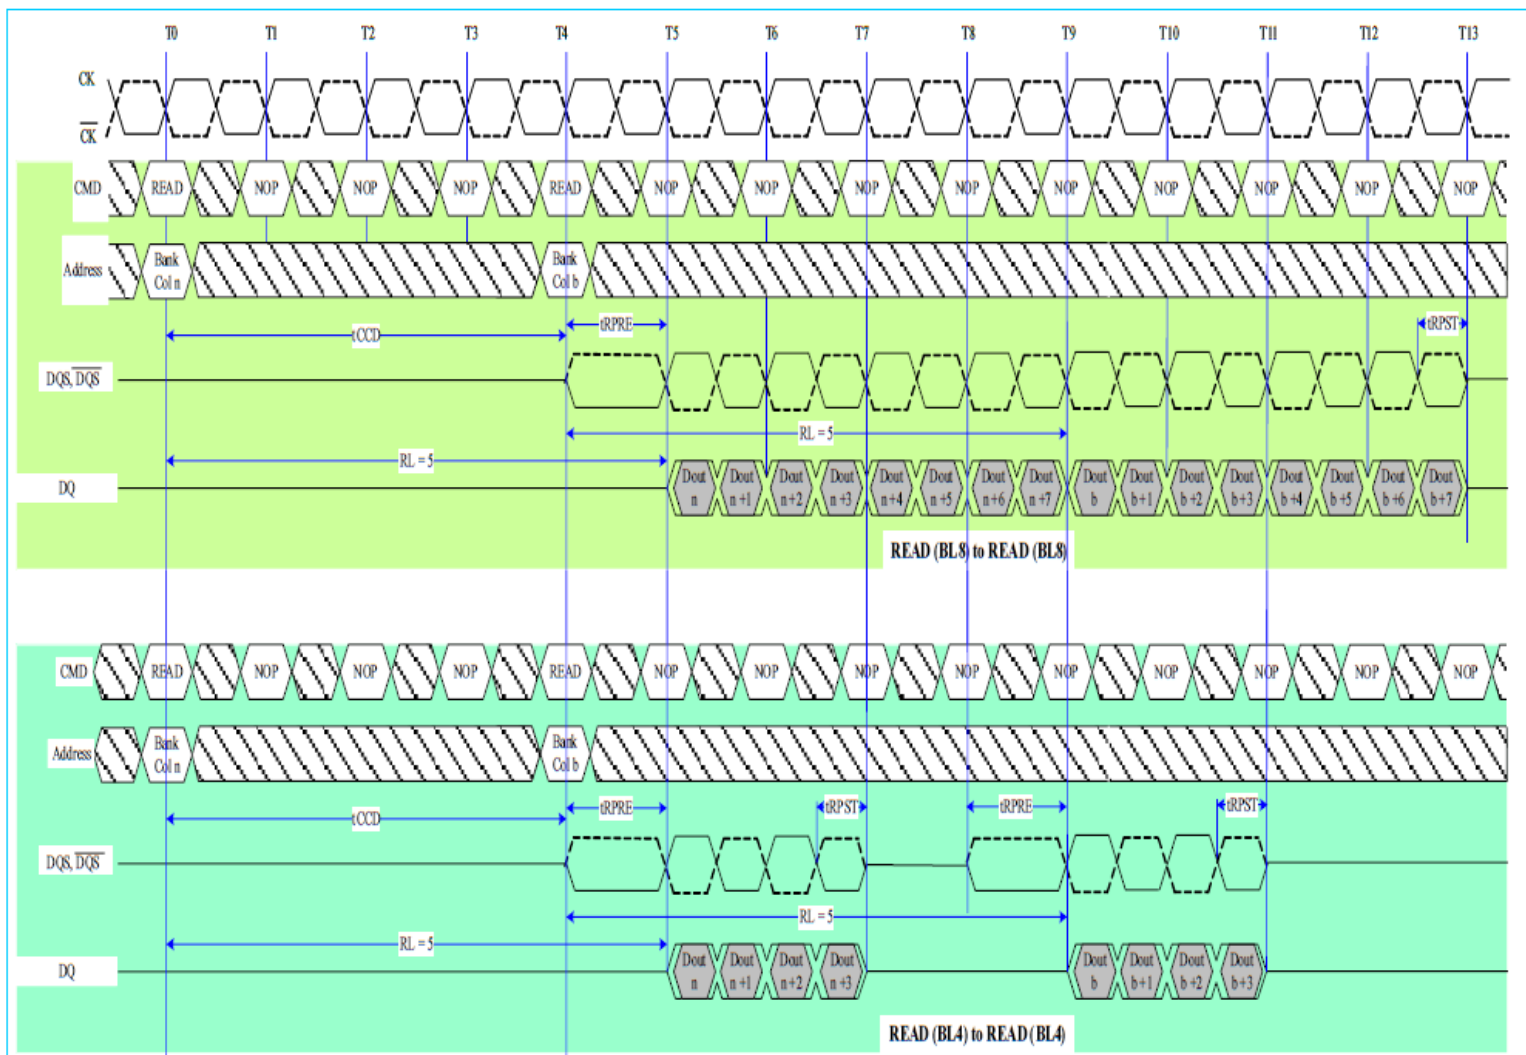 T0 T1 T2 T3 T4 T5 T6 T7 T8 T9 T10 T11 T12 T13
CK
CK
CMD READ NOP NOP NOP READ NOP NOP NOP NOP NOP NOP NOP NOP NOP
Address Bank Bank
Col n Col b
tCCD tRPRE tRPST
DQS, DQS
RL = 5
RL = 5
DQ Dout Dout Dout Dout Dout Dout Dout Dout Dout Dout Dout Dout Dout Dout Dout Dout
n n+1 n+2 n+3 n+4 n+5 n+6 n+7 b b+1 b+2 b+3 b+4 b+5 b+6 b+7
READ (BL8) to READ (BL8)
CMD READ NOP NOP NOP READ NOP NOP NOP NOP NOP NOP NOP NOP NOP
Address Bank Bank
Col n Col b
tCCD tRPRE tRPST tRPRE tRPST
DQS, DQS
RL = 5
RL = 5
DQ Dout Dout Dout Dout Dout Dout Dout Dout
n n+1 n+2 n+3 b b+1 b+2 b+3
READ (BL4) to READ (BL4)